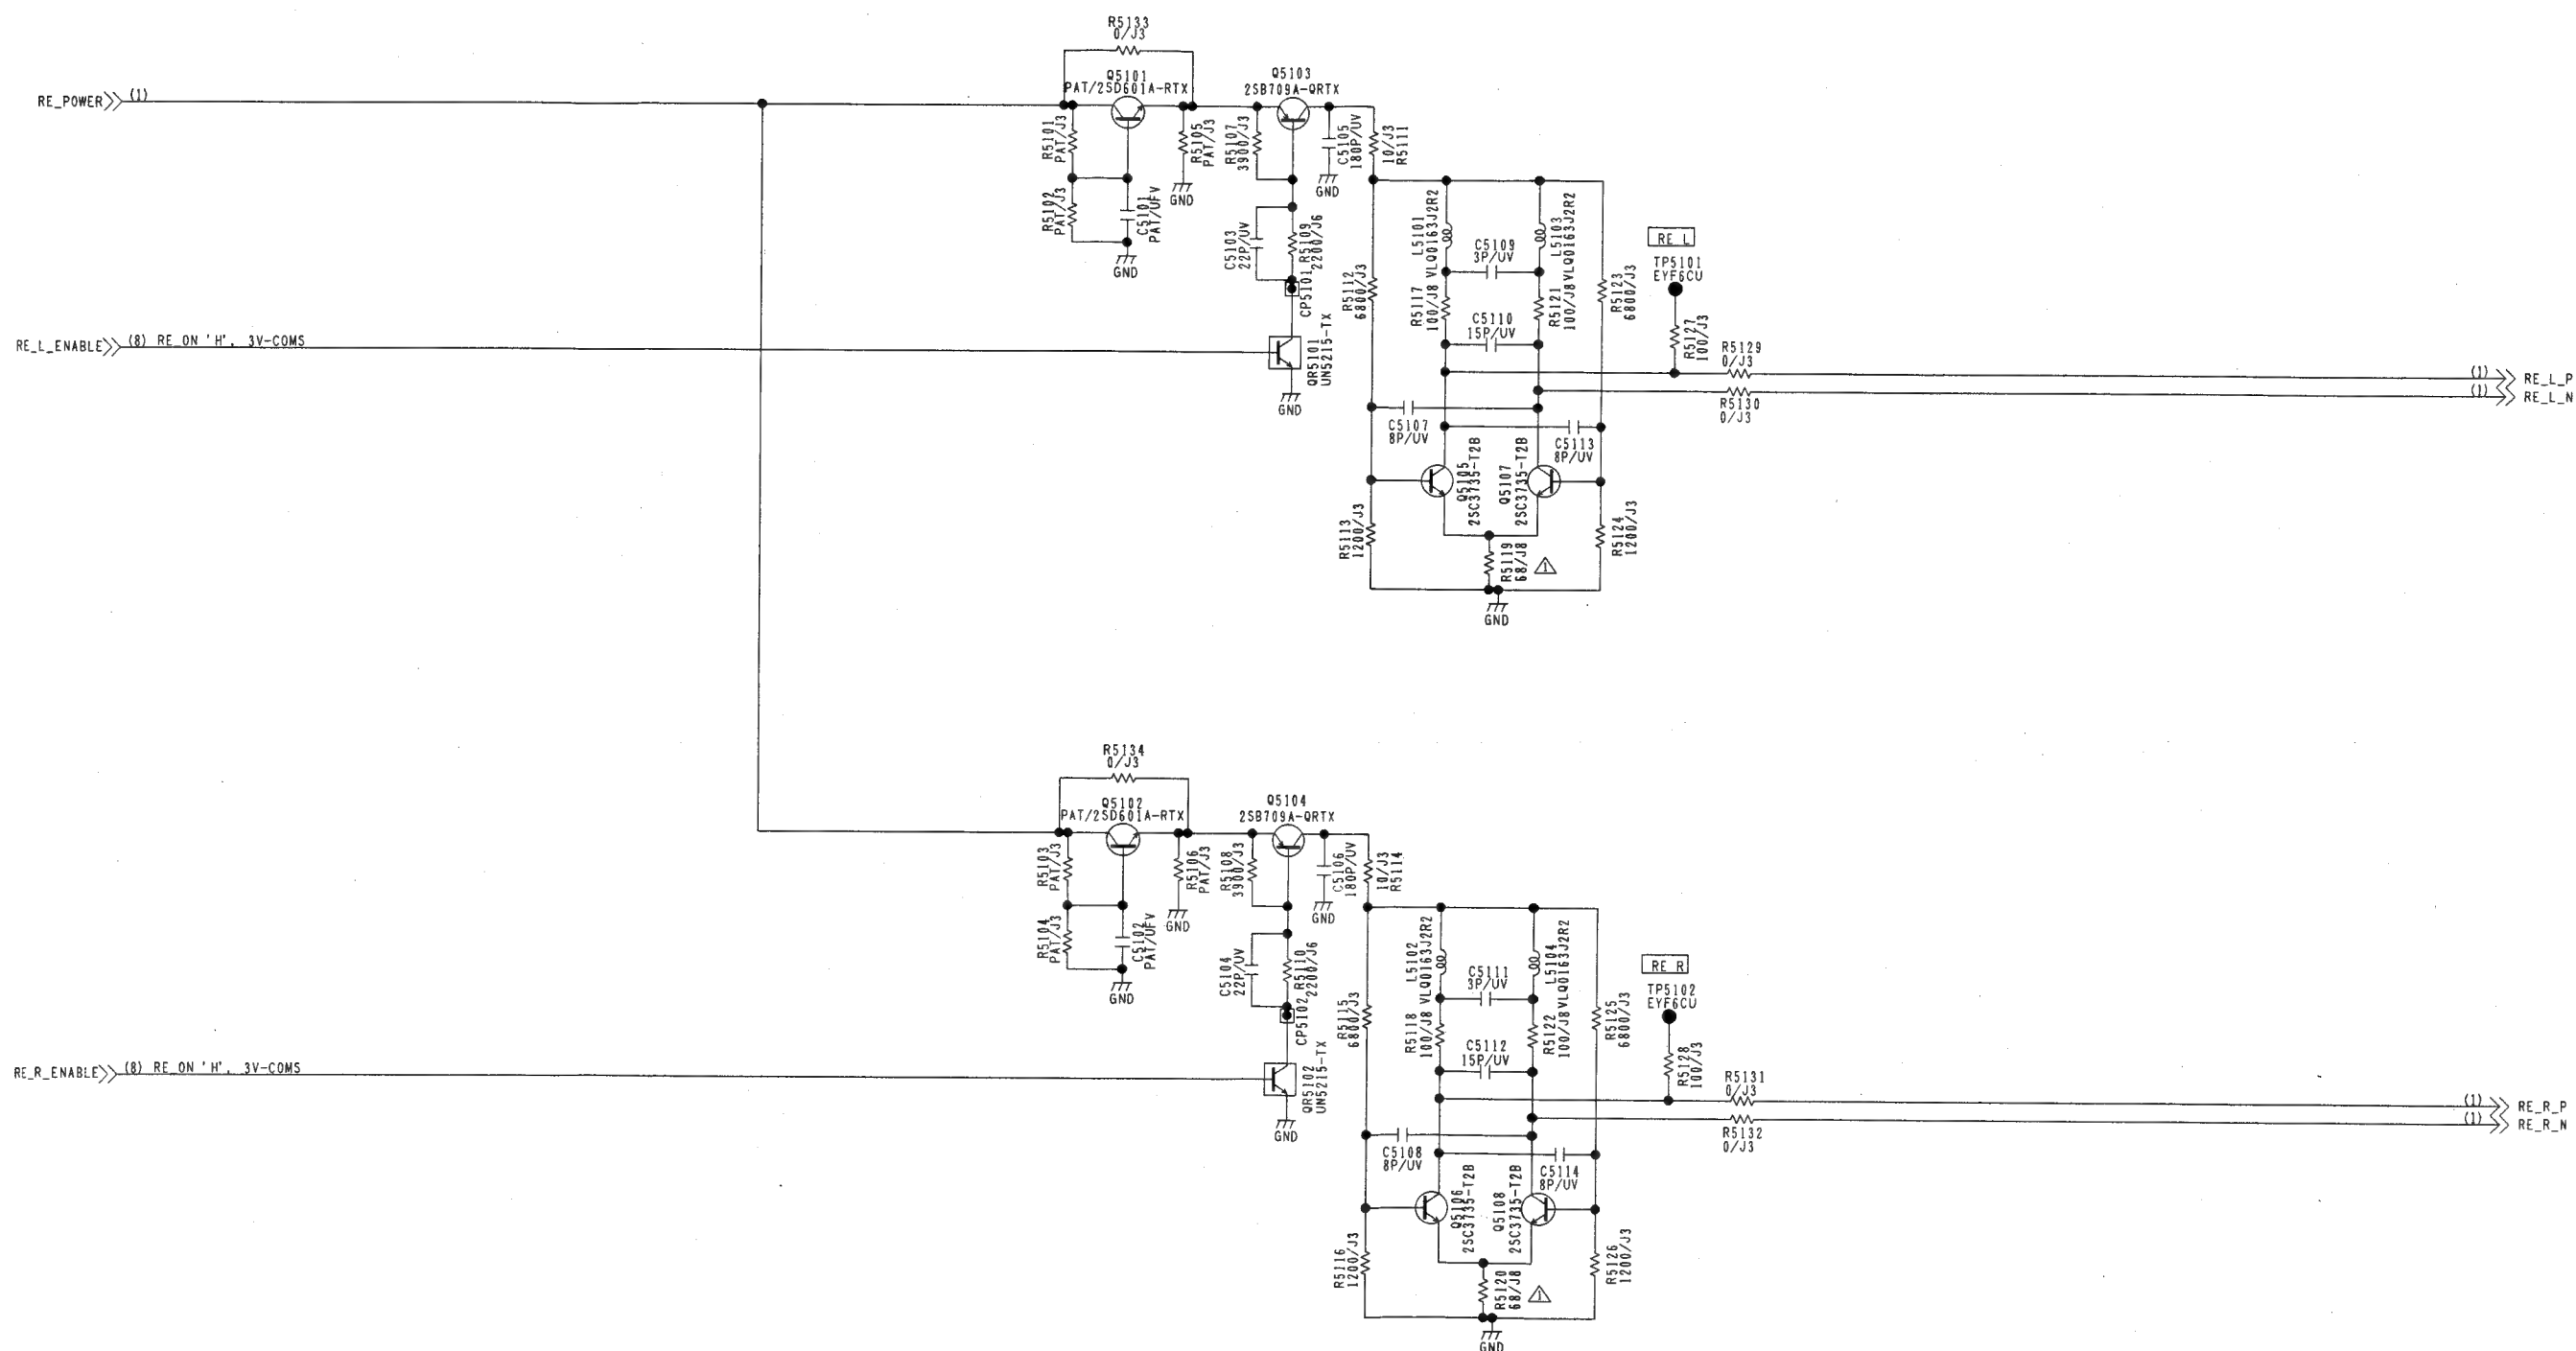 R5133
0/J3
Q5101
PAT/2SD601A-RTX
Q5103
2SB709A-QRTX
RE_POWER
(1)
R5101
PAT/J3
R5102
PAT/J3
C5101
PAT/UFV
GND
R5105
PAT/J3
GND
R5107
3900/J3
C5105
180P/UV
GND
10/J3
R5111
C5103
22P/UV
R5109
2200/J6
CP5101
L5101
VLQ0163J2R2
C5109
3P/UV
L5103
VLQ0163J2R2
R5112
6800/J3
R5117
100/J8
C5110
15P/UV
R5121
100/J8
R5123
6800/J3
RE L
TP5101
EYF6CU
R5127
100/J3
RE_L_ENABLE
(8) RE_ON 'H', 3V-COMS
QR5101
UN5215-TX
GND
R5129
0/J3
R5130
0/J3
(1)
RE_L_P
(1)
RE_L_N
C5107
8P/UV
C5113
8P/UV
Q5105
2SC3735-T2B
Q5107
2SC3735-T2B
R5113
1200/J3
R5119
68/J8
1
R5124
1200/J3
GND
R5134
0/J3
Q5102
PAT/2SD601A-RTX
Q5104
2SB709A-QRTX
R5103
PAT/J3
R5104
PAT/J3
C5102
PAT/UFV
GND
R5106
PAT/J3
GND
R5108
3900/J3
C5106
180P/UV
GND
10/J3
R5114
C5104
22P/UV
R5110
2200/J6
CP5102
L5102
VLQ0163J2R2
C5111
3P/UV
L5104
VLQ0163J2R2
R5115
6800/J3
R5118
100/J8
C5112
15P/UV
R5122
100/J8
R5125
6800/J3
RE R
TP5102
EYF6CU
R5128
100/J3
RE_R_ENABLE
(8) RE_ON 'H', 3V-COMS
QR5102
UN5215-TX
GND
R5131
0/J3
R5132
0/J3
(1)
RE_R_P
(1)
RE_R_N
C5108
8P/UV
C5114
8P/UV
Q5106
2SC3735-T2B
Q5108
2SC3735-T2B
R5116
1200/J3
R5120
68/J8
1
R5126
1200/J3
GND